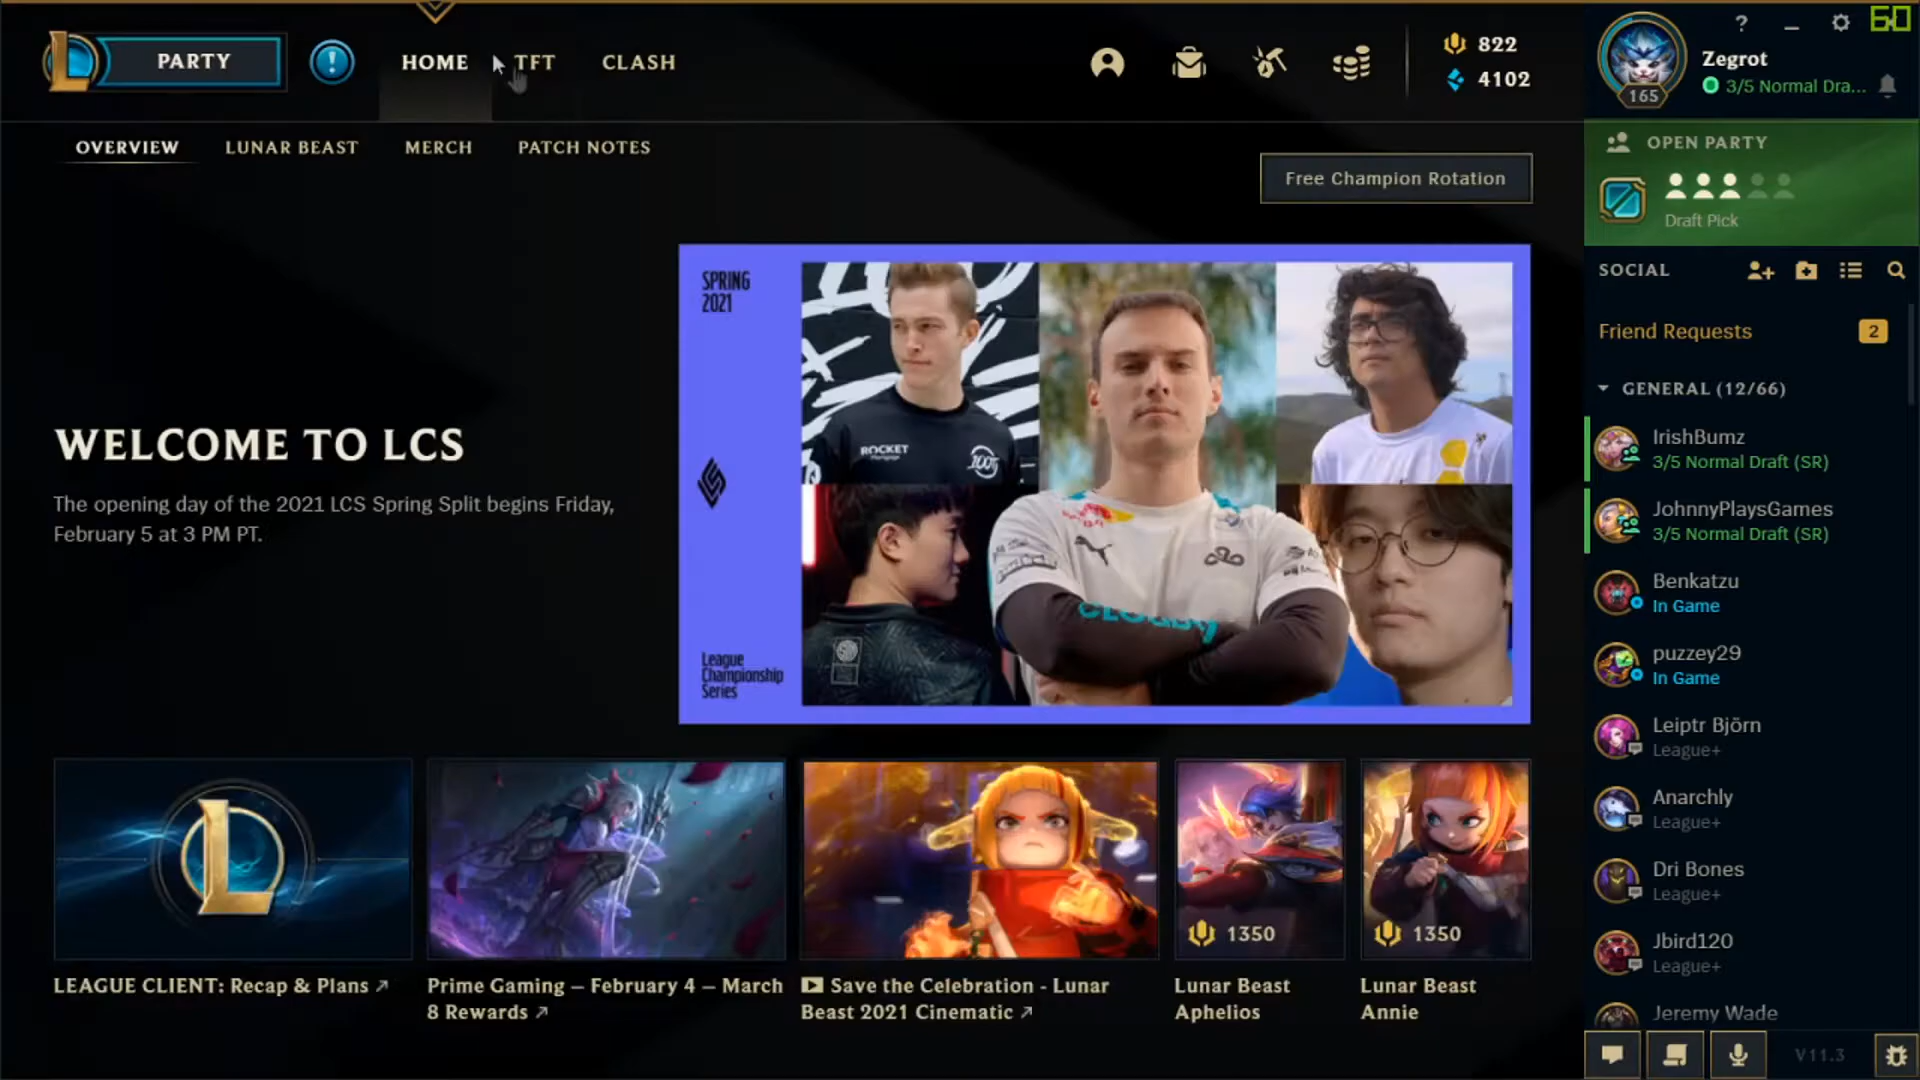 PARTY
HOME
TFT
CLASH
822
4102
60
?
165
Zegrot
3/5 Normal Dra...
OVERVIEW
LUNAR BEAST
MERCH
PATCH NOTES
Free Champion Rotation
OPEN PARTY
Draft Pick
SOCIAL
Friend Requests
2
GENERAL (12/66)
IrishBumz
3/5 Normal Draft (SR)
JohnnyPlaysGames
3/5 Normal Draft (SR)
Benkatzu
In Game
puzzey29
In Game
Leiptr Björn
League+
Anarchly
League+
Dri Bones
League+
Jbird120
League+
Jeremy Wade
V11.3
WELCOME TO LCS
The opening day of the 2021 LCS Spring Split begins Friday,
February 5 at 3 PM PT.
SPRING
2021
League
Championship
Series
ROCKET
100T
CLOUD9
LEAGUE CLIENT: Recap & Plans
Prime Gaming – February 4 – March
8 Rewards
Save the Celebration - Lunar
Beast 2021 Cinematic
1350
Lunar Beast
Aphelios
1350
Lunar Beast
Annie